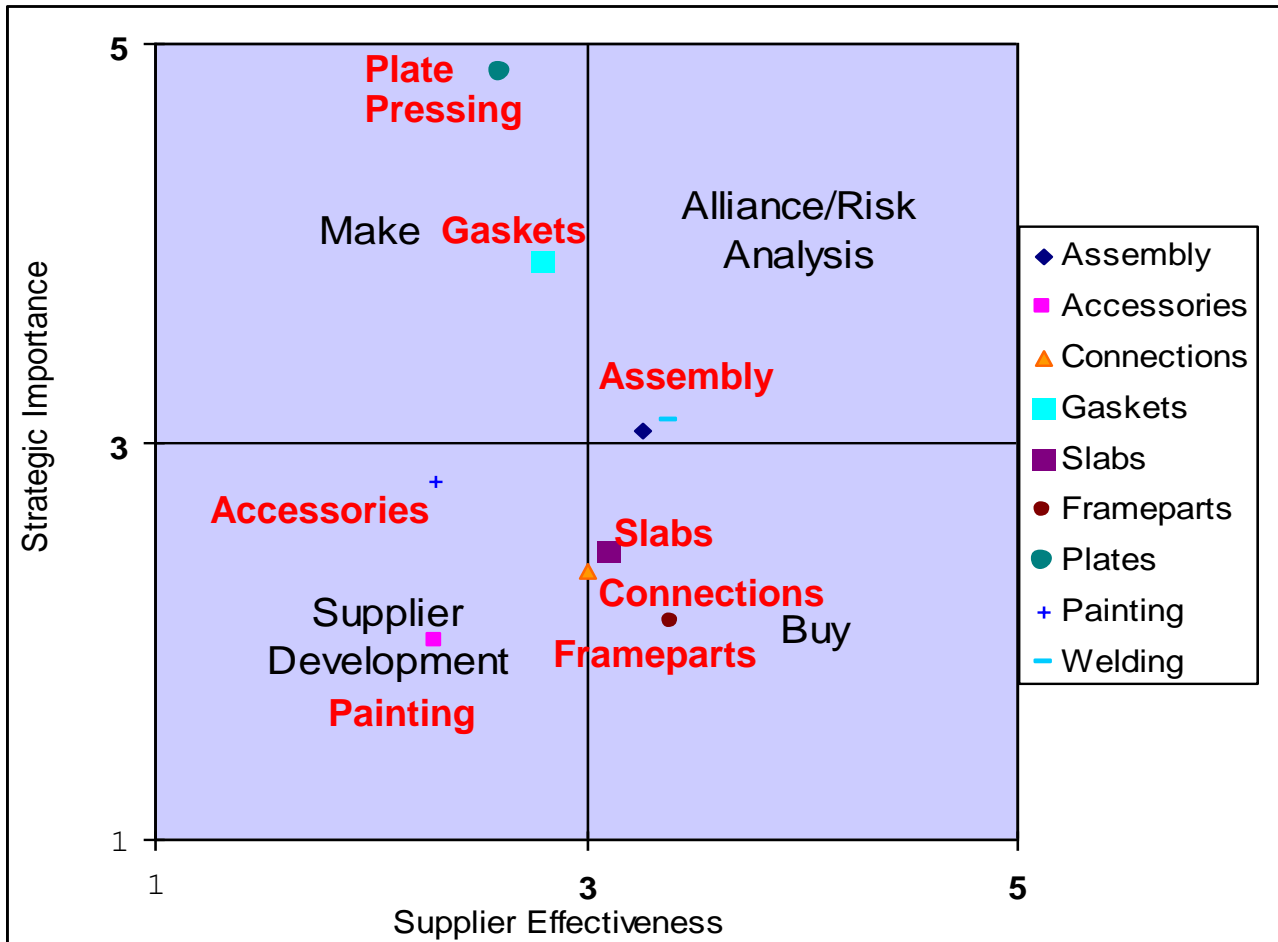 5
Plate
Pressing
Make
Gaskets
Alliance/Risk
Analysis
Assembly
3
Accessories
Slabs
Connections
Supplier
Development
Buy
Frameparts
Painting
1
1
3
5
Strategic Importance
Supplier Effectiveness
Assembly
Accessories
Connections
Gaskets
Slabs
Frameparts
Plates
Painting
Welding